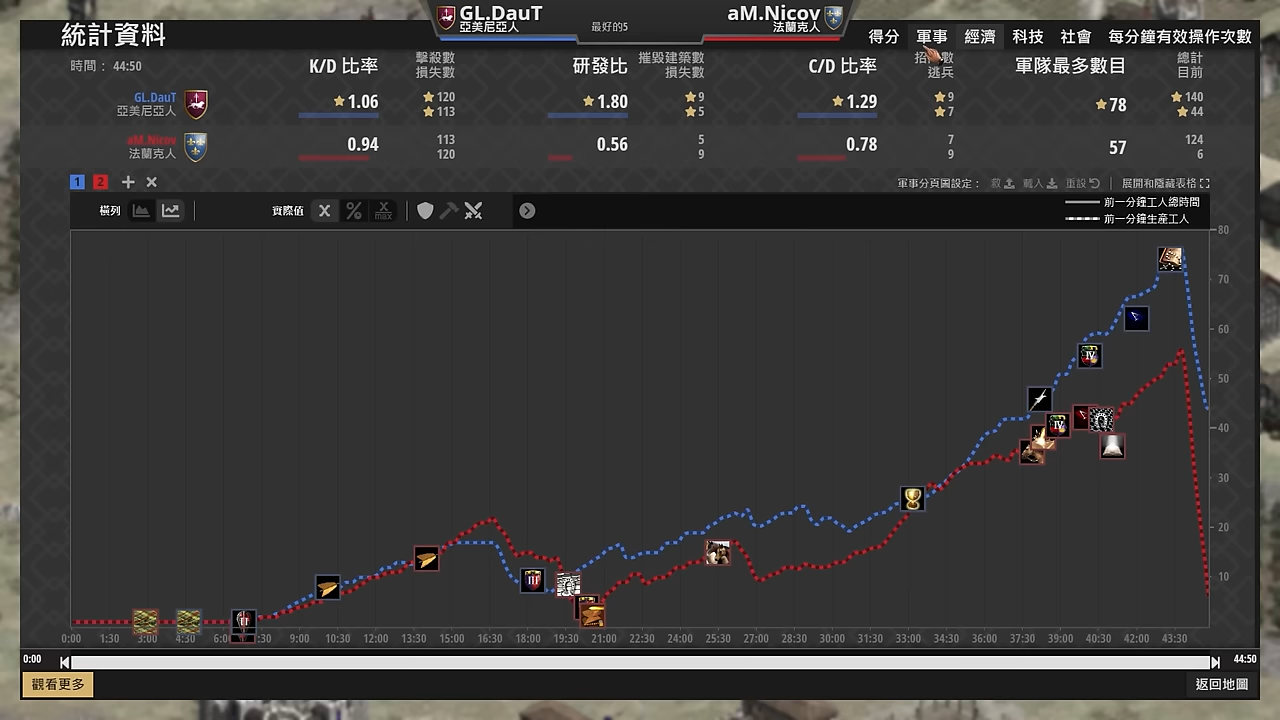 GL.DauT
亞美尼亞人
最好的5
aM.Nicov
法蘭克人
統計資料
得分 軍事 經濟 科技 社會 每分鐘有效操作次數
時間： 44:50
K/D 比率
擊殺數
損失數
研發比
摧毀建築數
損失數
C/D 比率
逃兵
軍隊最多數目
總計
目前
GL.DauT
亞美尼亞人
1.06
120
113
1.80
9
5
1.29
9
7
78
140
44
aM.Nicov
法蘭克人
0.94
113
120
0.56
5
9
0.78
7
9
57
124
6
1 2
軍事分頁圖設定：
載入
重設
展開和隱藏表格
橫列
實際值
X
%
X
max
前一分鐘工人總時間
前一分鐘生產工人
80
70
60
50
40
30
20
10
III
IV
IV
0:00 1:30 3:00 4:30 7:30 9:00 10:30 12:00 13:30 15:00 16:30 18:00 19:30 21:00 22:30 24:00 25:30 27:00 28:30 30:00 31:30 33:00 34:30 36:00 37:30 39:00 40:30 42:00 43:30
0:00
44:50
觀看更多
返回地圖